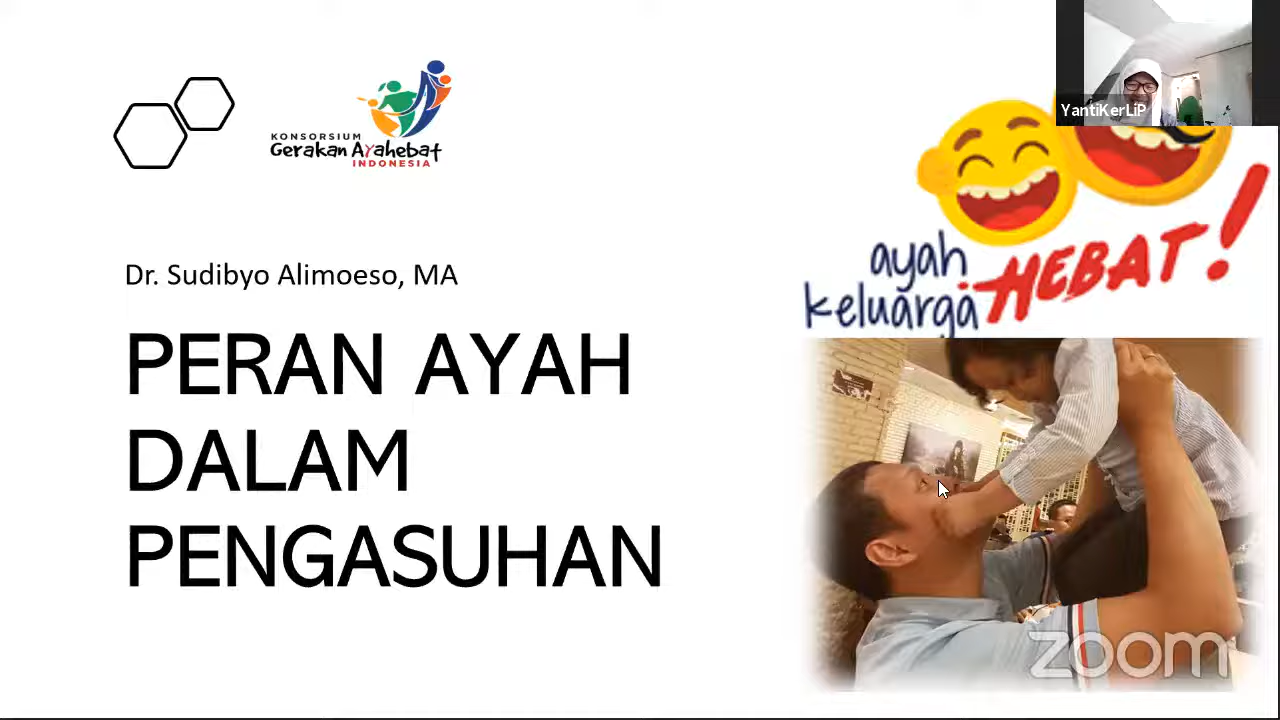 YantiKerLiP
KONSORSIUM
Gerakan Ayahebat
INDONESIA
ayah.
keluarga
HEBAT!
Dr. Sudibyo Alimoeso, MA
PERAN AYAH
DALAM
PENGASUHAN
zoom